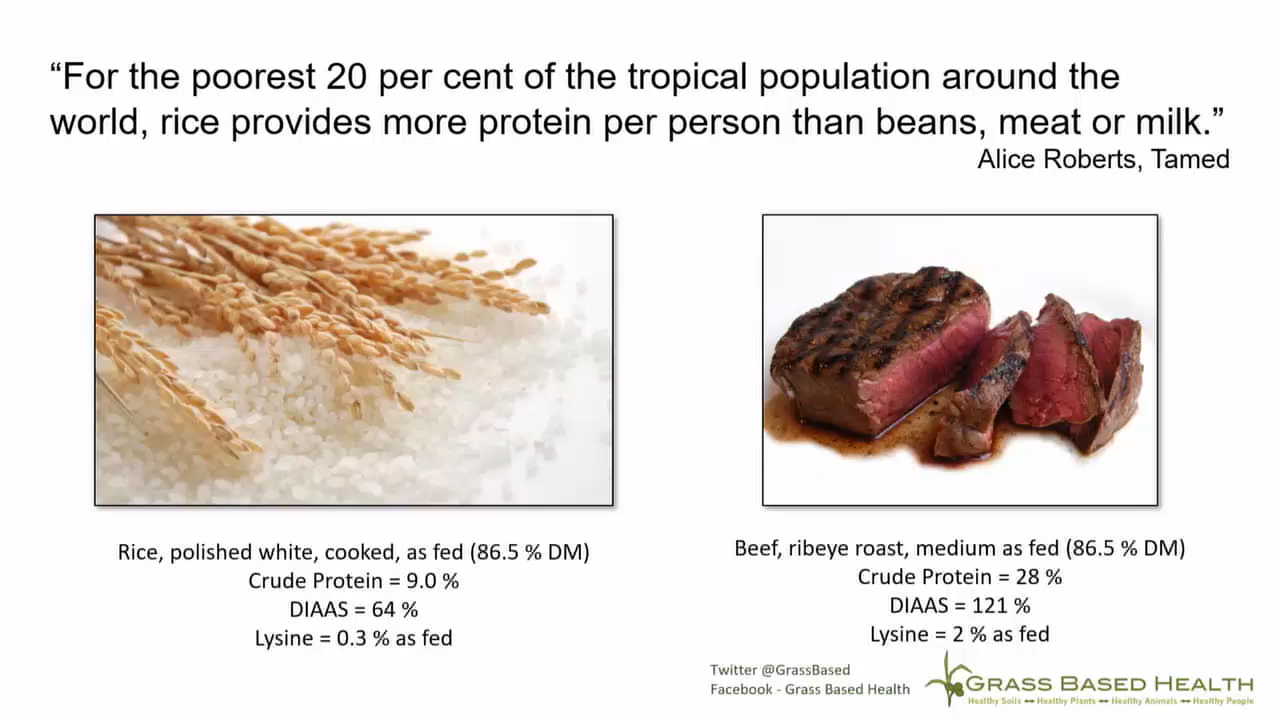 “For the poorest 20 per cent of the tropical population around the
world, rice provides more protein per person than beans, meat or milk.”
Alice Roberts, Tamed
Rice, polished white, cooked, as fed (86.5 % DM)
Crude Protein = 9.0 %
DIAAS = 64 %
Lysine = 0.3 % as fed
Beef, ribeye roast, medium as fed (86.5 % DM)
Crude Protein = 28 %
DIAAS = 121 %
Lysine = 2 % as fed
Twitter @GrassBased
Facebook - Grass Based Health
GRASS BASED HEALTH
Healthy Soils ↔ Healthy Plants ↔ Healthy Animals ↔ Healthy People